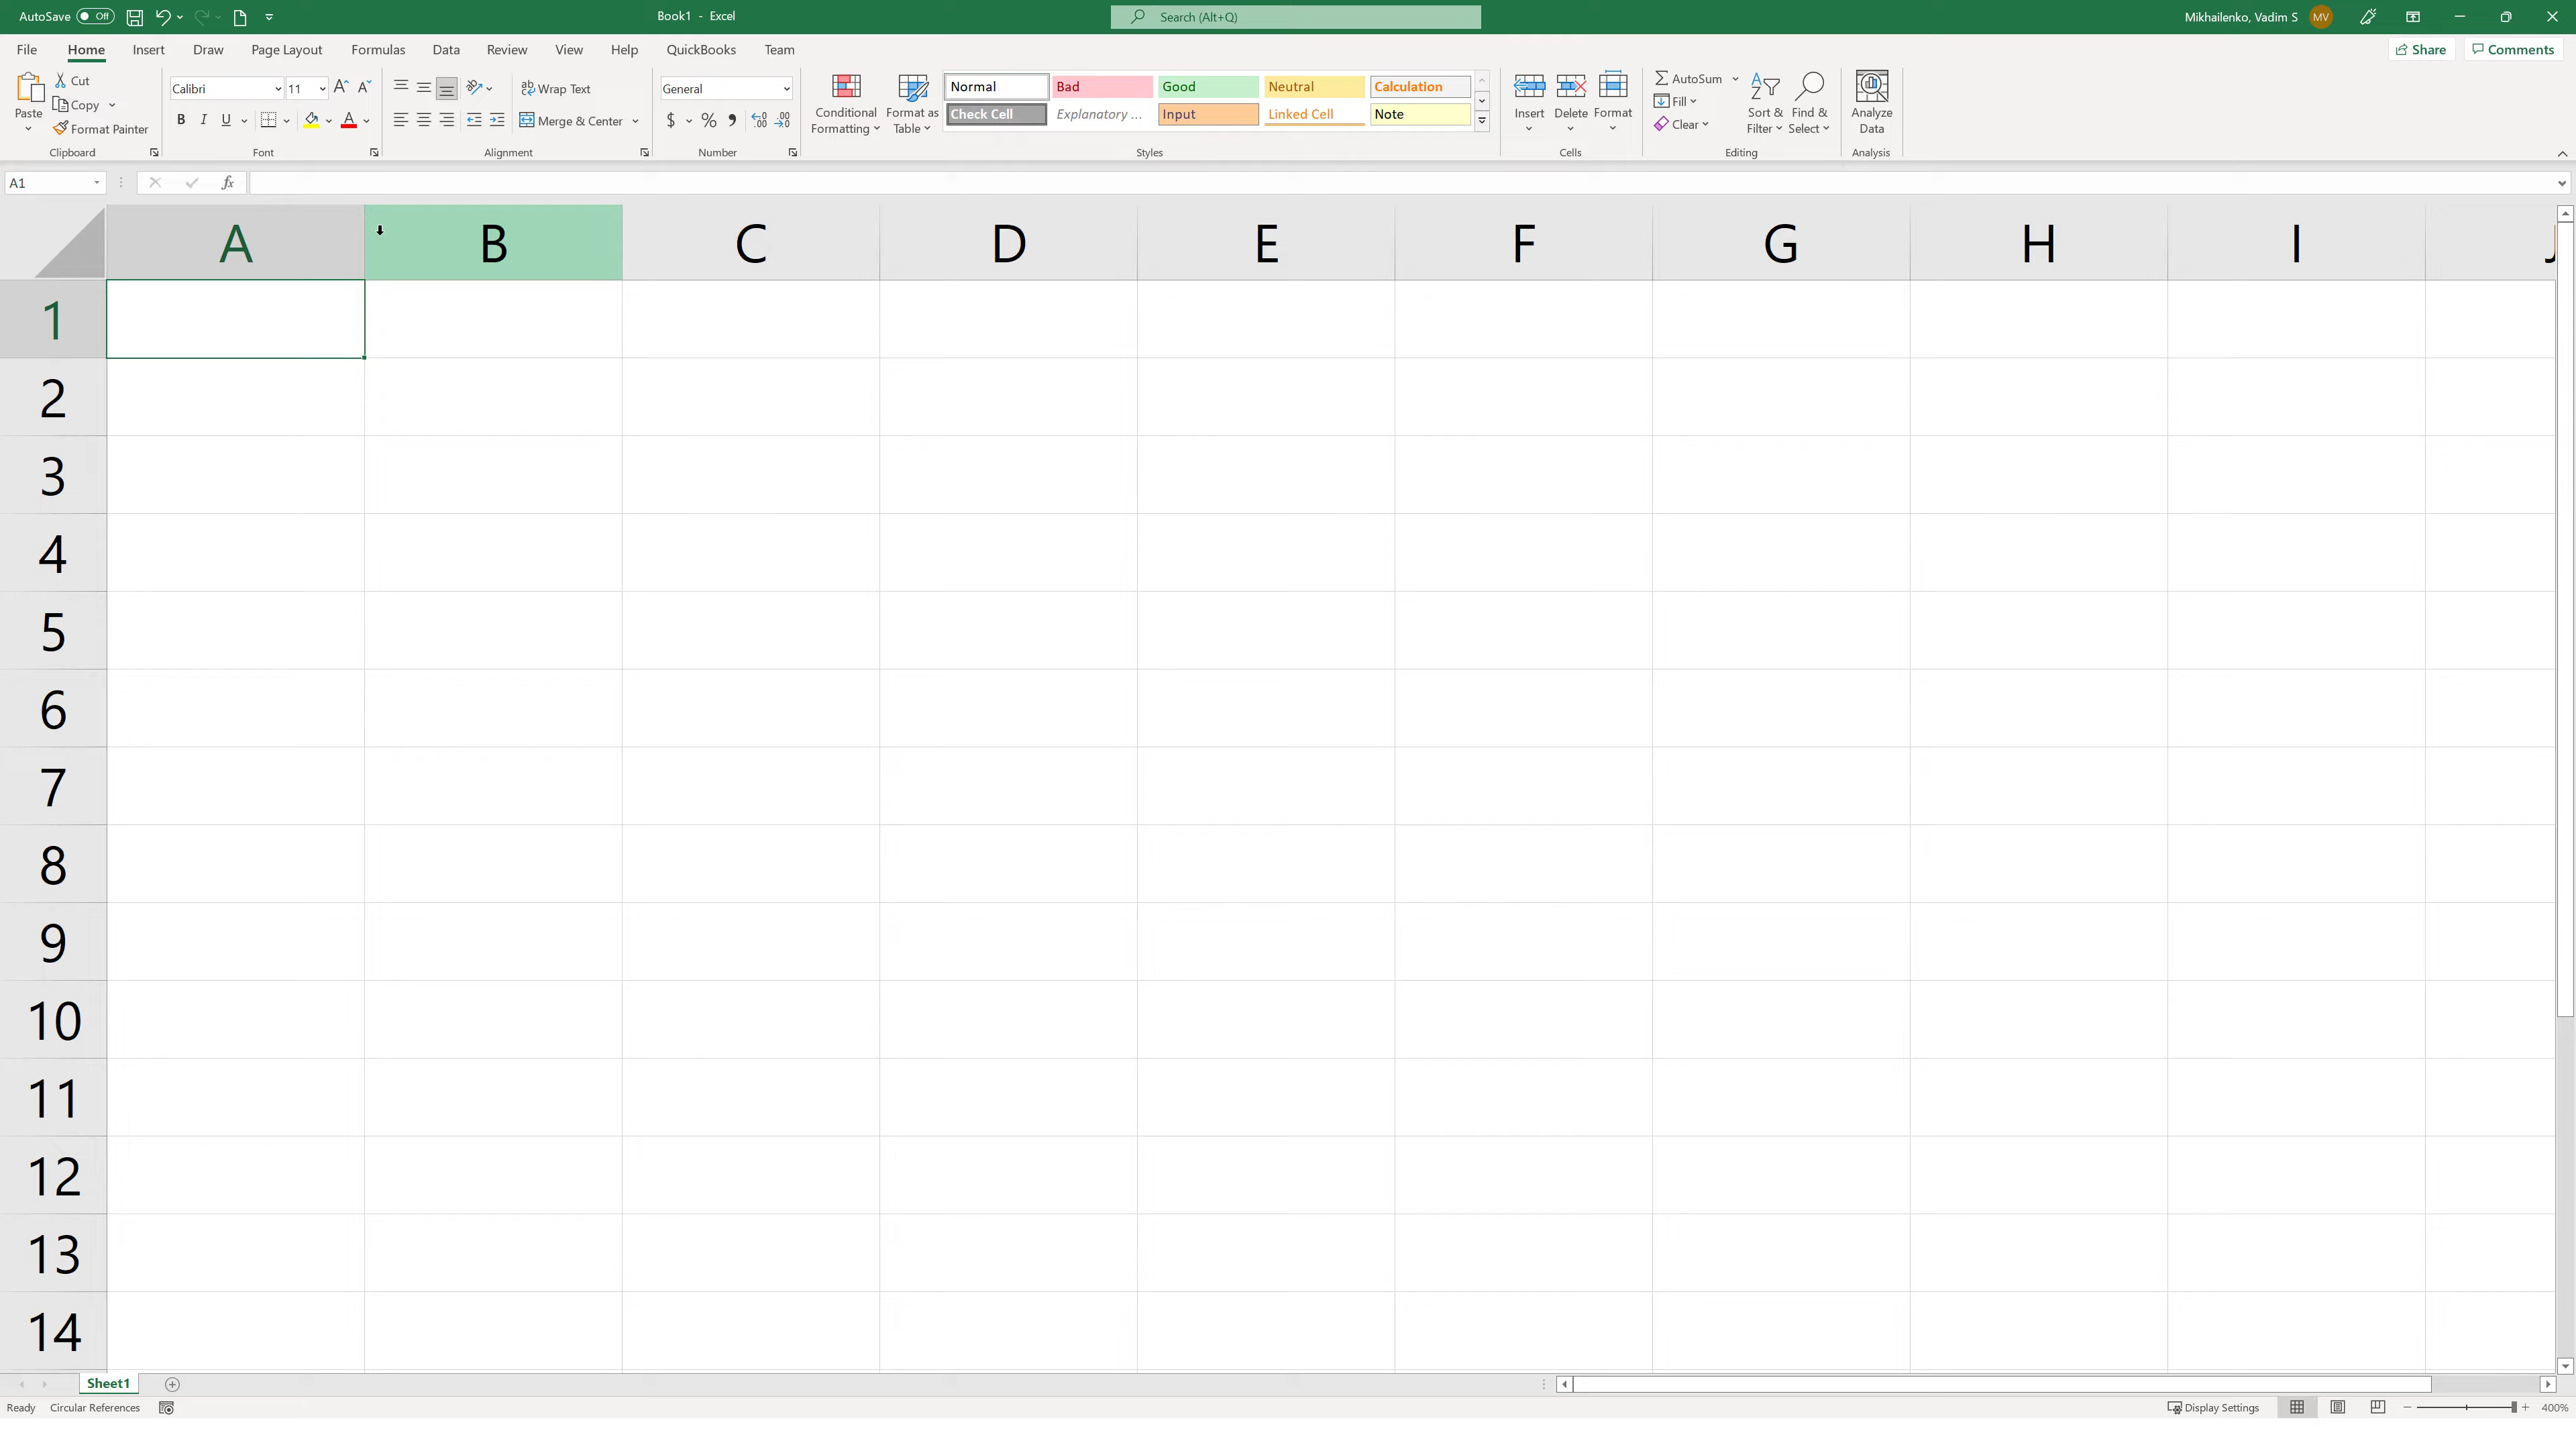 AutoSave Off Book1 - Excel Search (Alt+Q) Mikhailenko, Vadim S MV
File Home Insert Draw Page Layout Formulas Data Review View Help QuickBooks Team Share Comments
Paste Cut Copy Format Painter
Clipboard
Calibri 11
B I U A
Font
Wrap Text
Merge & Center
Alignment
General
$ % 9
Number
Conditional Formatting
Format as Table
Normal Bad Good Neutral Calculation
Check Cell Explanatory ... Input Linked Cell Note
Styles
Insert Delete Format
Cells
AutoSum
Fill
Clear
Sort & Filter
Find & Select
Editing
Analyze Data
Analysis
A1 fx
A B C D E F G H I J
1
2
3
4
5
6
7
8
9
10
11
12
13
14
Sheet1
Ready Circular References Display Settings 400%